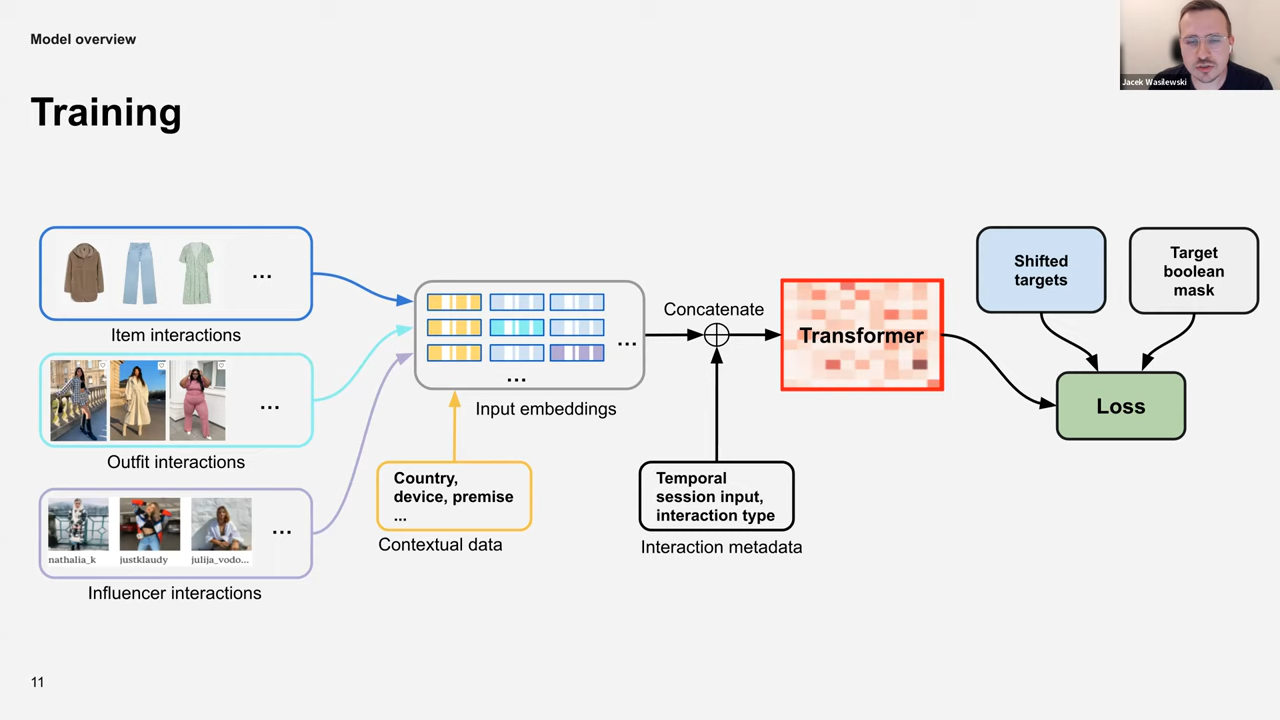 Model overview
Jacek Wasilewski
Training
...
Item interactions
...
Outfit interactions
nathalia_k
justklaudy
julija_vodo...
...
Influencer interactions
...
...
Input embeddings
Country,
device, premise
...
Contextual data
Concatenate
Temporal
session input,
interaction type
Interaction metadata
Transformer
Shifted
targets
Target
boolean
mask
Loss
11